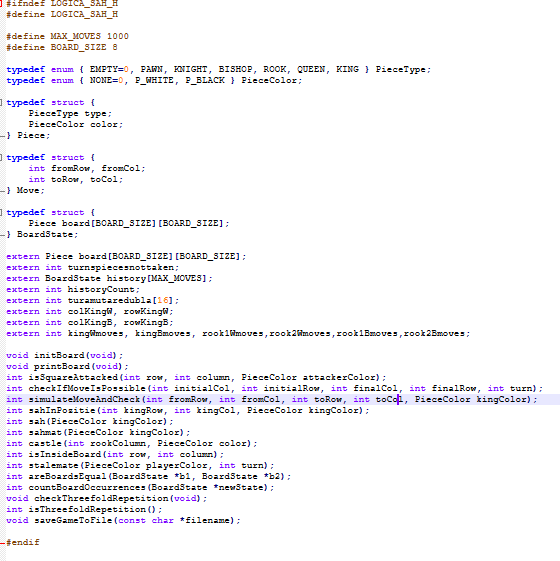 #ifndef LOGICA_SAH_H
#define LOGICA_SAH_H
#define MAX_MOVES 1000
#define BOARD_SIZE 8
typedef enum { EMPTY=0, PAWN, KNIGHT, BISHOP, ROOK, QUEEN, KING } PieceType;
typedef enum { NONE=0, P_WHITE, P_BLACK } PieceColor;
typedef struct {
PieceType type;
PieceColor color;
} Piece;
typedef struct {
int fromRow, fromCol;
int toRow, toCol;
} Move;
typedef struct {
Piece board[BOARD_SIZE][BOARD_SIZE];
} BoardState;
extern Piece board[BOARD_SIZE][BOARD_SIZE];
extern int turnspiecesnottaken;
extern BoardState history[MAX_MOVES];
extern int historyCount;
extern int turamutaredubla[16];
extern int colKingW, rowKingW;
extern int colKingB, rowKingB;
extern int kingWmoves, kingBmoves, rook1Wmoves,rook2Wmoves,rook1Bmoves,rook2Bmoves;
void initBoard(void);
void printBoard(void);
int isSquareAttacked(int row, int column, PieceColor attackerColor);
int checkIfMoveIsPossible(int initialCol, int initialRow, int finalCol, int finalRow, int turn);
int simulateMoveAndCheck(int fromRow, int fromCol, int toRow, int toCol, PieceColor kingColor);
int sahInPozitie(int kingRow, int kingCol, PieceColor kingColor);
int sah(PieceColor kingColor);
int sahmat(PieceColor kingColor);
int castle(int rookColumn, PieceColor color);
int isInsideBoard(int row, int column);
int stalemate(PieceColor playerColor, int turn);
int areBoardsEqual(BoardState *b1, BoardState *b2);
int countBoardOccurrences(BoardState *newState);
void checkThreefoldRepetition(void);
int isThreefoldRepetition();
void saveGameToFile(const char *filename);
#endif